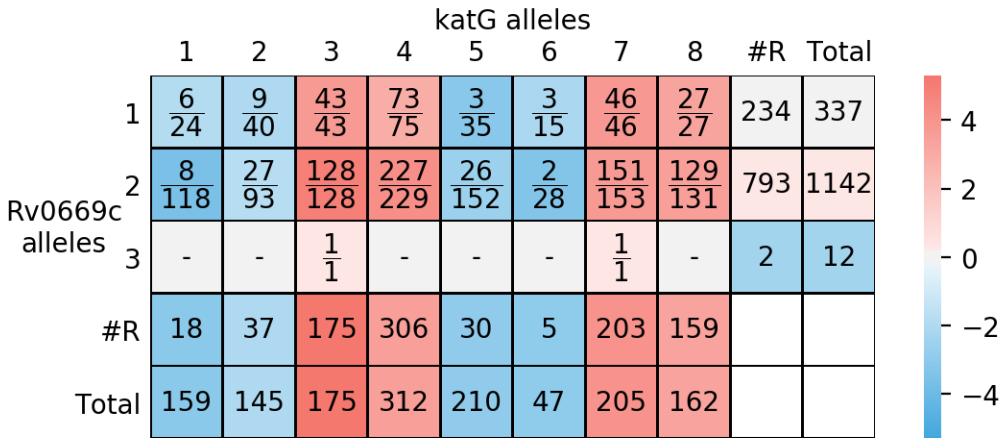 katG alleles
1 2 3 4 5 6 7 8 #R Total
1 6/24 9/40 43/43 73/75 3/35 3/15 46/46 27/27 234 337
2 8/118 27/93 128/128 227/229 26/152 2/28 151/153 129/131 793 1142
Rv0669c
alleles
3 - - 1/1 - - - 1/1 - 2 12
#R 18 37 175 306 30 5 203 159
Total 159 145 175 312 210 47 205 162
4
2
0
−2
−4